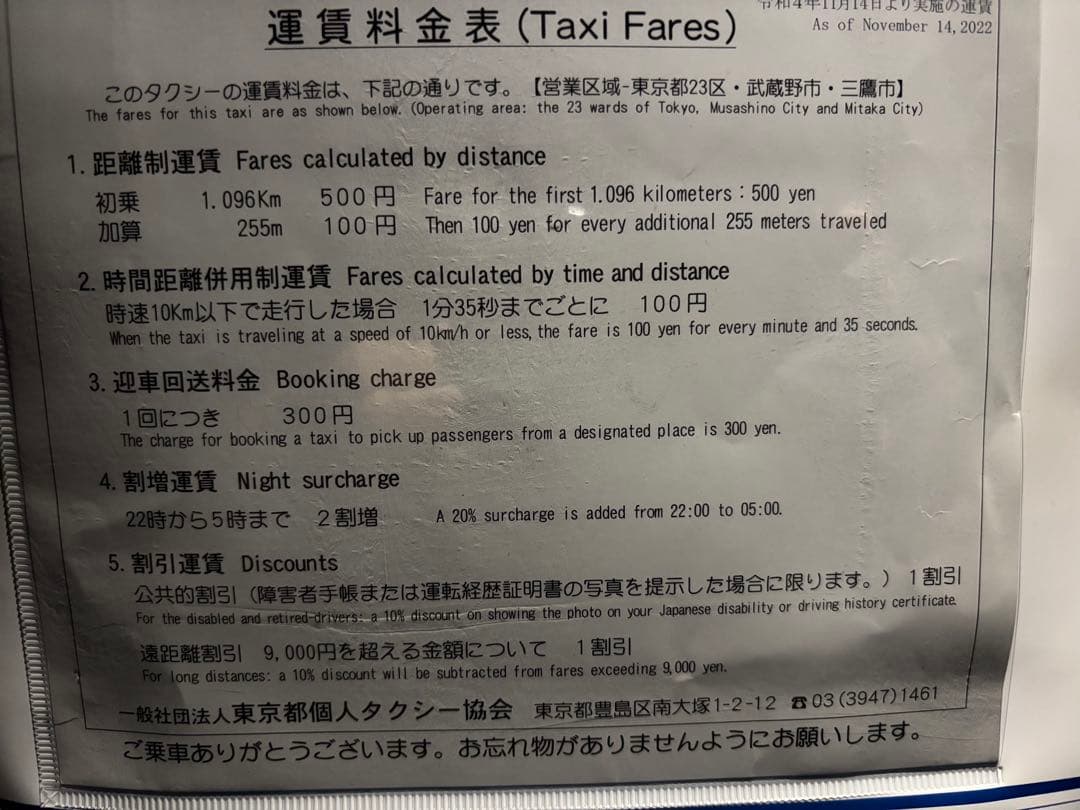 令和4年11月14日より実施の運賃
運賃料金表(Taxi Fares)
As of November 14,2022
このタクシーの運賃料金は、下記の通りです。【営業区域-東京都23区・武蔵野市・三鷹市】
The fares for this taxi are as shown below. (Operating area: the 23 wards of Tokyo, Musashino City and Mitaka City)
1. 距離制運賃 Fares calculated by distance
初乗 1.096Km 500円 Fare for the first 1.096 kilometers：500 yen
加算 255m 100円 Then 100 yen for every additional 255 meters traveled
2. 時間距離併用制運賃 Fares calculated by time and distance
時速10Km以下で走行した場合 1分35秒までごとに 100円
When the taxi is traveling at a speed of 10km/h or less, the fare is 100 yen for every minute and 35 seconds.
3. 迎車回送料金 Booking charge
1回につき 300円
The charge for booking a taxi to pick up passengers from a designated place is 300 yen.
4. 割増運賃 Night surcharge
22時から5時まで 2割増 A 20% surcharge is added from 22:00 to 05:00.
5. 割引運賃 Discounts
公共的割引（障害者手帳または運転経歴証明書の写真を提示した場合に限ります。）1割引
For the disabled and retired-drivers: a 10% discount on showing the photo on your Japanese disability or driving history certificate.
遠距離割引 9,000円を超える金額について 1割引
For long distances: a 10% discount will be subtracted from fares exceeding 9,000 yen.
一般社団法人東京都個人タクシー協会 東京都豊島区南大塚1-2-12 ☎03(3947)1461
ご乗車ありがとうございます。お忘れ物がありませんようにお願いします。